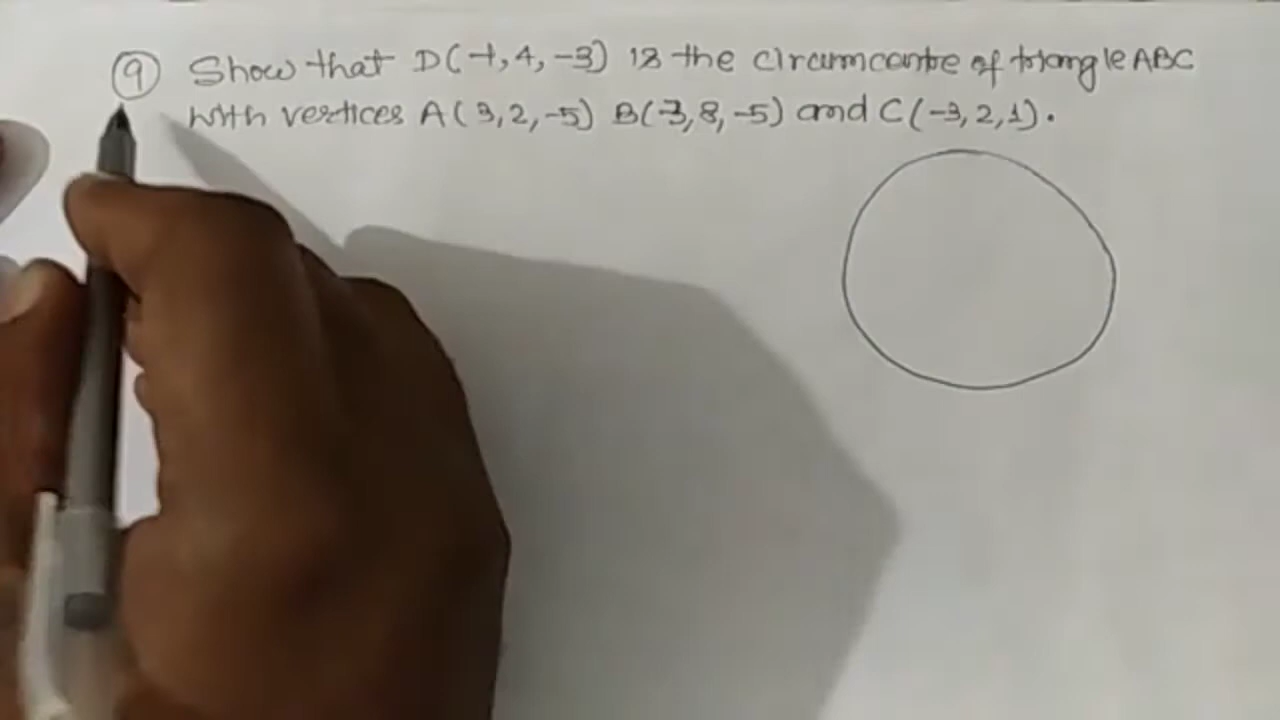 9 Show that D(-1, 4, -3) is the circumcentre of triangle ABC
with vertices A(3, 2, -5) B(-3, 8, -5) and C(-3, 2, 1).